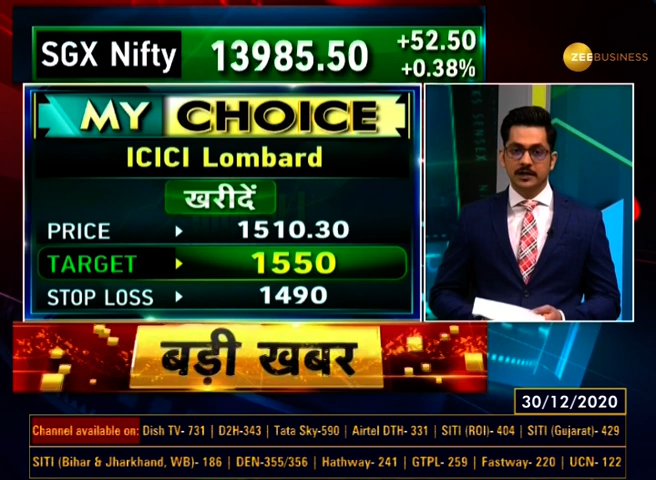 SGX Nifty 13985.50 +52.50
+0.38%
ZEE BUSINESS
MY CHOICE
ICICI Lombard
खरीदें
PRICE 1510.30
TARGET 1550
STOP LOSS 1490
बड़ी खबर
30/12/2020
Channel available on: Dish TV- 731 | D2H-343 | Tata Sky-590 | Airtel DTH- 331 | SITI (ROI)- 404 | SITI (Gujarat)- 429
SITI (Bihar & Jharkhand, WB)- 186 | DEN-355/356 | Hathway- 241 | GTPL- 259 | Fastway- 220 | UCN- 122